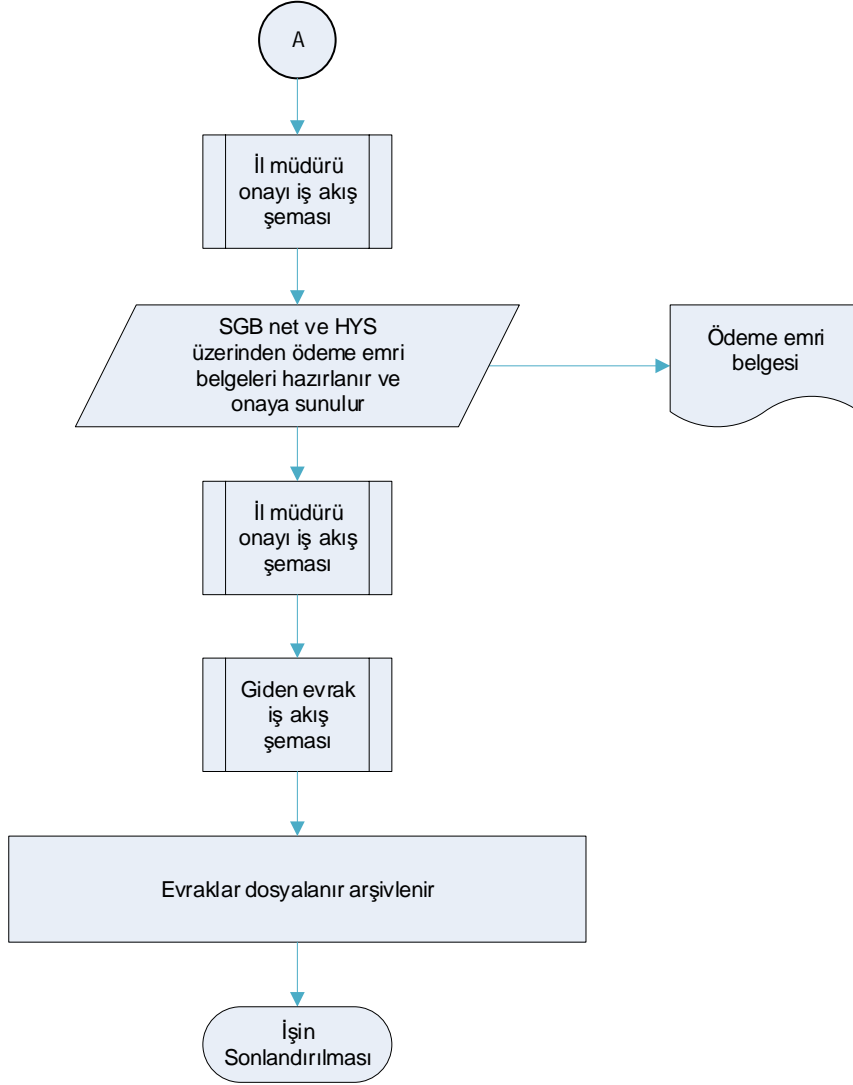 A
İl müdürü
onayı iş akış
şeması
SGB net ve HYS
üzerinden ödeme emri
belgeleri hazırlanır ve
onaya sunulur
Ödeme emri
belgesi
İl müdürü
onayı iş akış
şeması
Giden evrak
iş akış
şeması
Evraklar dosyalanır arşivlenir
İşin
Sonlandırılması